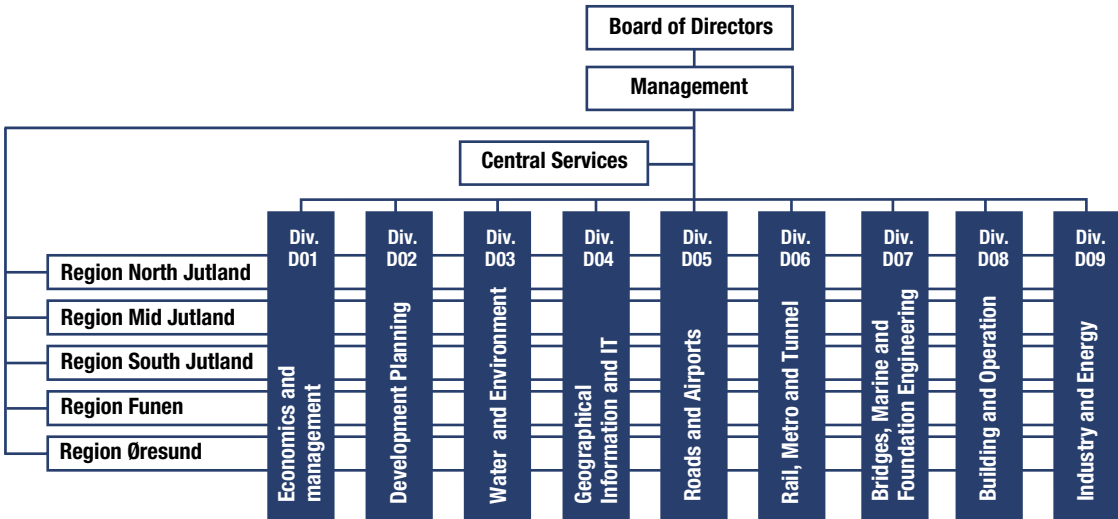 Board of Directors
Management
Central Services
Div.
D01
Div.
D02
Div.
D03
Div.
D04
Div.
D05
Div.
D06
Div.
D07
Div.
D08
Div.
D09
Region North Jutland
Region Mid Jutland
Region South Jutland
Region Funen
Region Øresund
Economics and
management
Development Planning
Water and Environment
Geographical
Information and IT
Roads and Airports
Rail, Metro and Tunnel
Bridges, Marine and
Foundation Engineering
Building and Operation
Industry and Energy